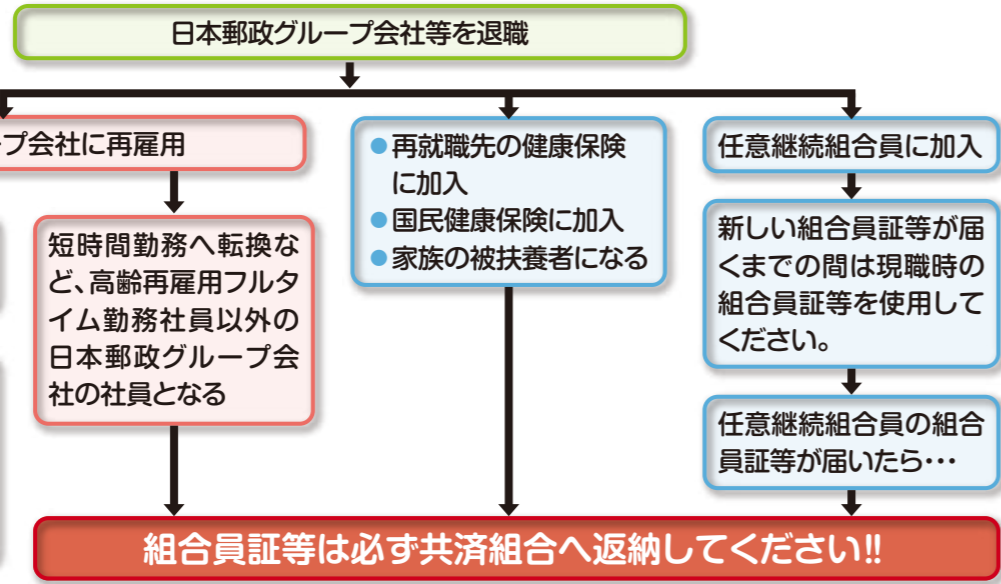 日本郵政グループ会社等を退職
プ会社に再雇用
短時間勤務へ転換な
ど、高齢再雇用フルタ
イム勤務社員以外の
日本郵政グループ会
社の社員となる
●再就職先の健康保険
に加入
●国民健康保険に加入
●家族の被扶養者になる
任意継続組合員に加入
新しい組合員証等が届
くまでの間は現職時の
組合員証等を使用して
ください。
任意継続組合員の組合
員証等が届いたら…
組合員証等は必ず共済組合へ返納してください!!